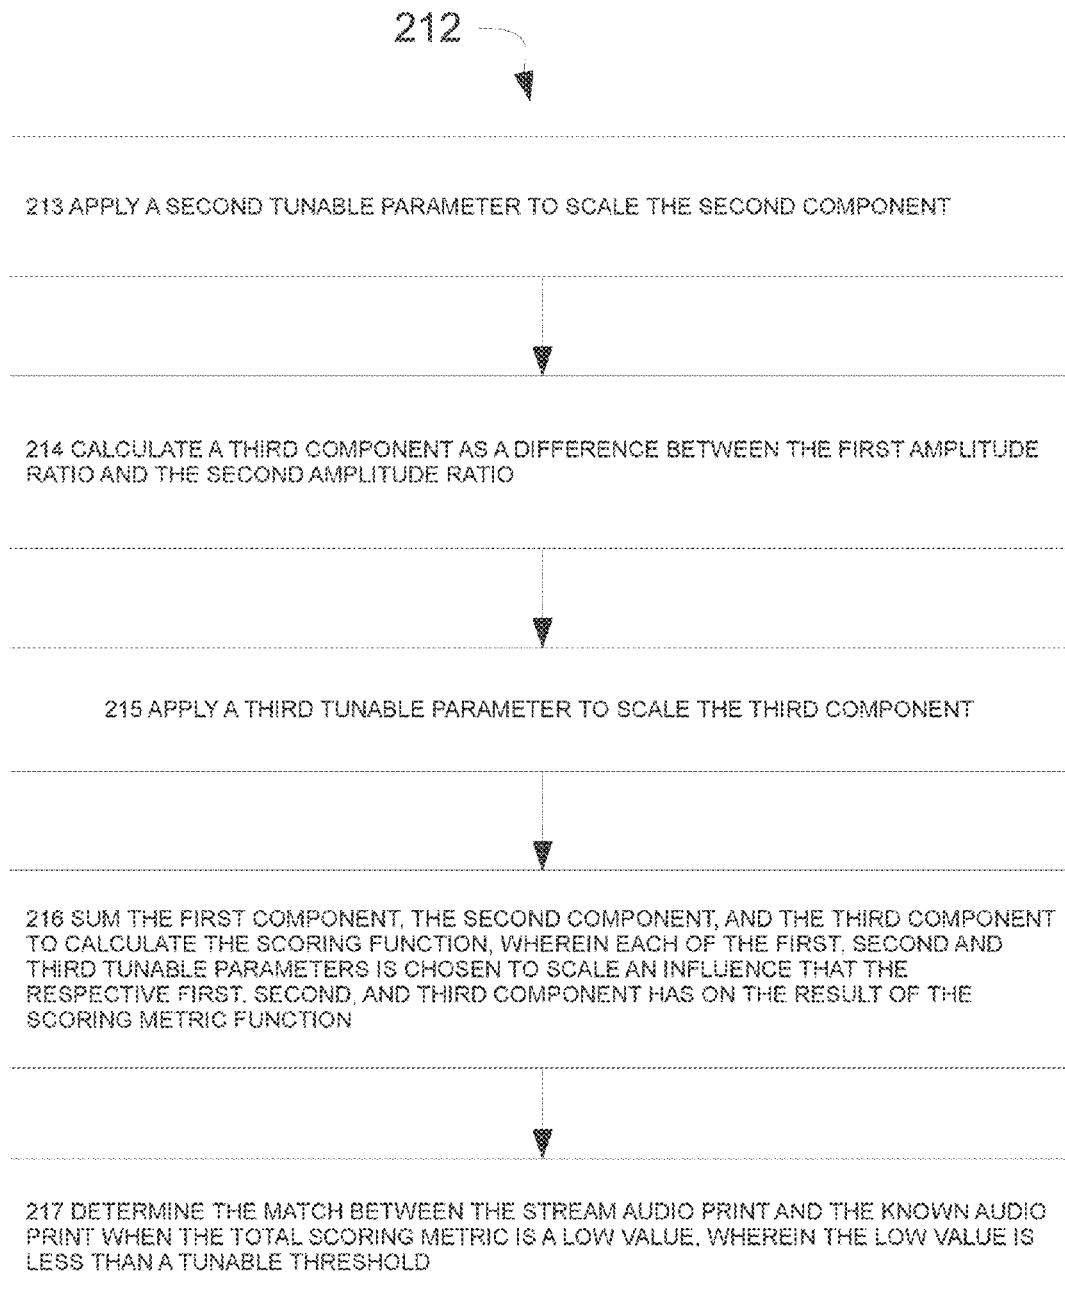 212
213 APPLY A SECOND TUNABLE PARAMETER TO SCALE THE SECOND COMPONENT
214 CALCULATE A THIRD COMPONENT AS A DIFFERENCE BETWEEN THE FIRST AMPLITUDE
RATIO AND THE SECOND AMPLITUDE RATIO
215 APPLY A THIRD TUNABLE PARAMETER TO SCALE THE THIRD COMPONENT
216 SUM THE FIRST COMPONENT, THE SECOND COMPONENT, AND THE THIRD COMPONENT
TO CALCULATE THE SCORING FUNCTION, WHEREIN EACH OF THE FIRST, SECOND AND
THIRD TUNABLE PARAMETERS IS CHOSEN TO SCALE AN INFLUENCE THAT THE
RESPECTIVE FIRST, SECOND, AND THIRD COMPONENT HAS ON THE RESULT OF THE
SCORING METRIC FUNCTION
217 DETERMINE THE MATCH BETWEEN THE STREAM AUDIO PRINT AND THE KNOWN AUDIO
PRINT WHEN THE TOTAL SCORING METRIC IS A LOW VALUE, WHEREIN THE LOW VALUE IS
LESS THAN A TUNABLE THRESHOLD